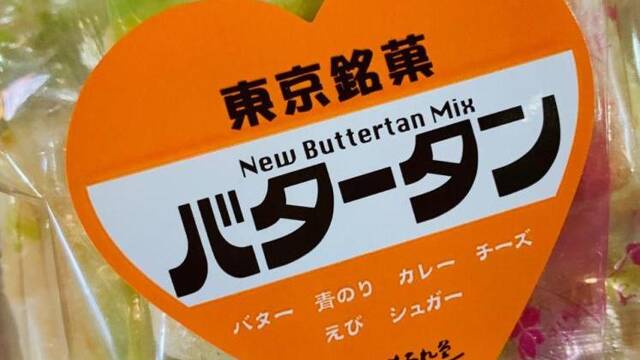 東京銘菓
New Buttertan Mix
バタータン
バター 青のり カレー チーズ
えび シュガー